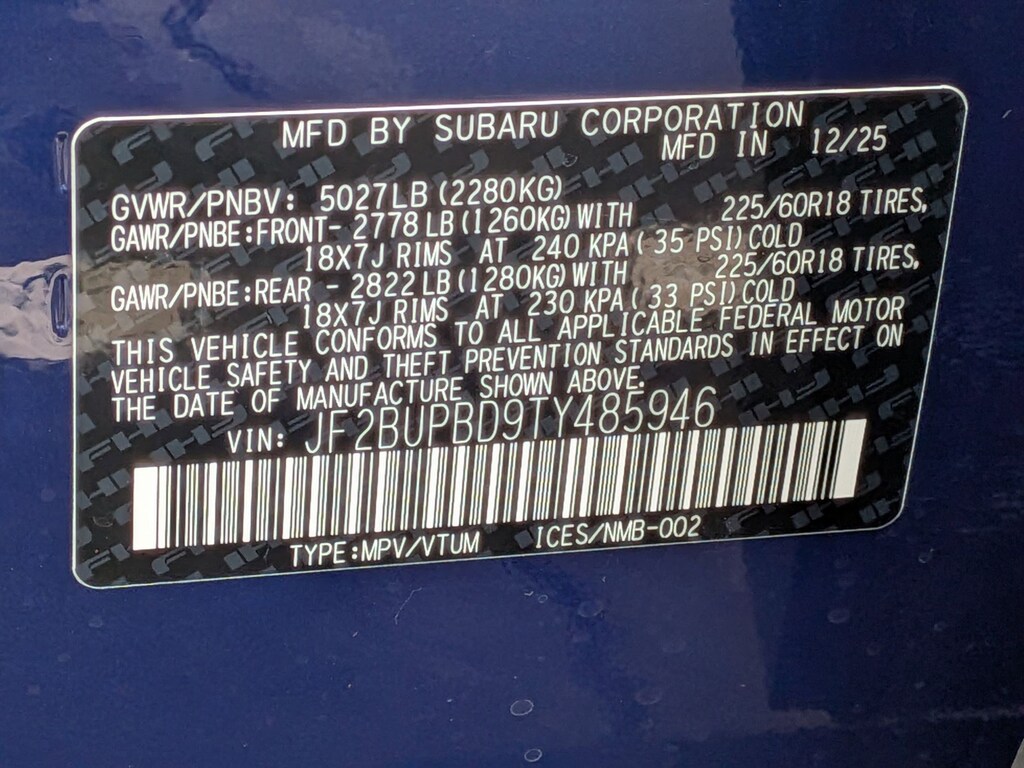 MFD BY SUBARU CORPORATION
MFD IN 12/25
GVWR/PNBV: 5027LB (2280KG)
GAWR/PNBE:FRONT- 2778 LB (1260KG) WITH 225/60R18 TIRES,
18X7J RIMS AT 240 KPA ( 35 PSI) COLD
GAWR/PNBE:REAR - 2822 LB (1280KG) WITH 225/60R18 TIRES,
18X7J RIMS AT 230 KPA ( 33 PSI) COLD
THIS VEHICLE CONFORMS TO ALL APPLICABLE FEDERAL MOTOR
VEHICLE SAFETY AND THEFT PREVENTION STANDARDS IN EFFECT ON
THE DATE OF MANUFACTURE SHOWN ABOVE.
VIN: JF2BUPBD9TY485946
TYPE:MPV/VTUM ICES/NMB-002